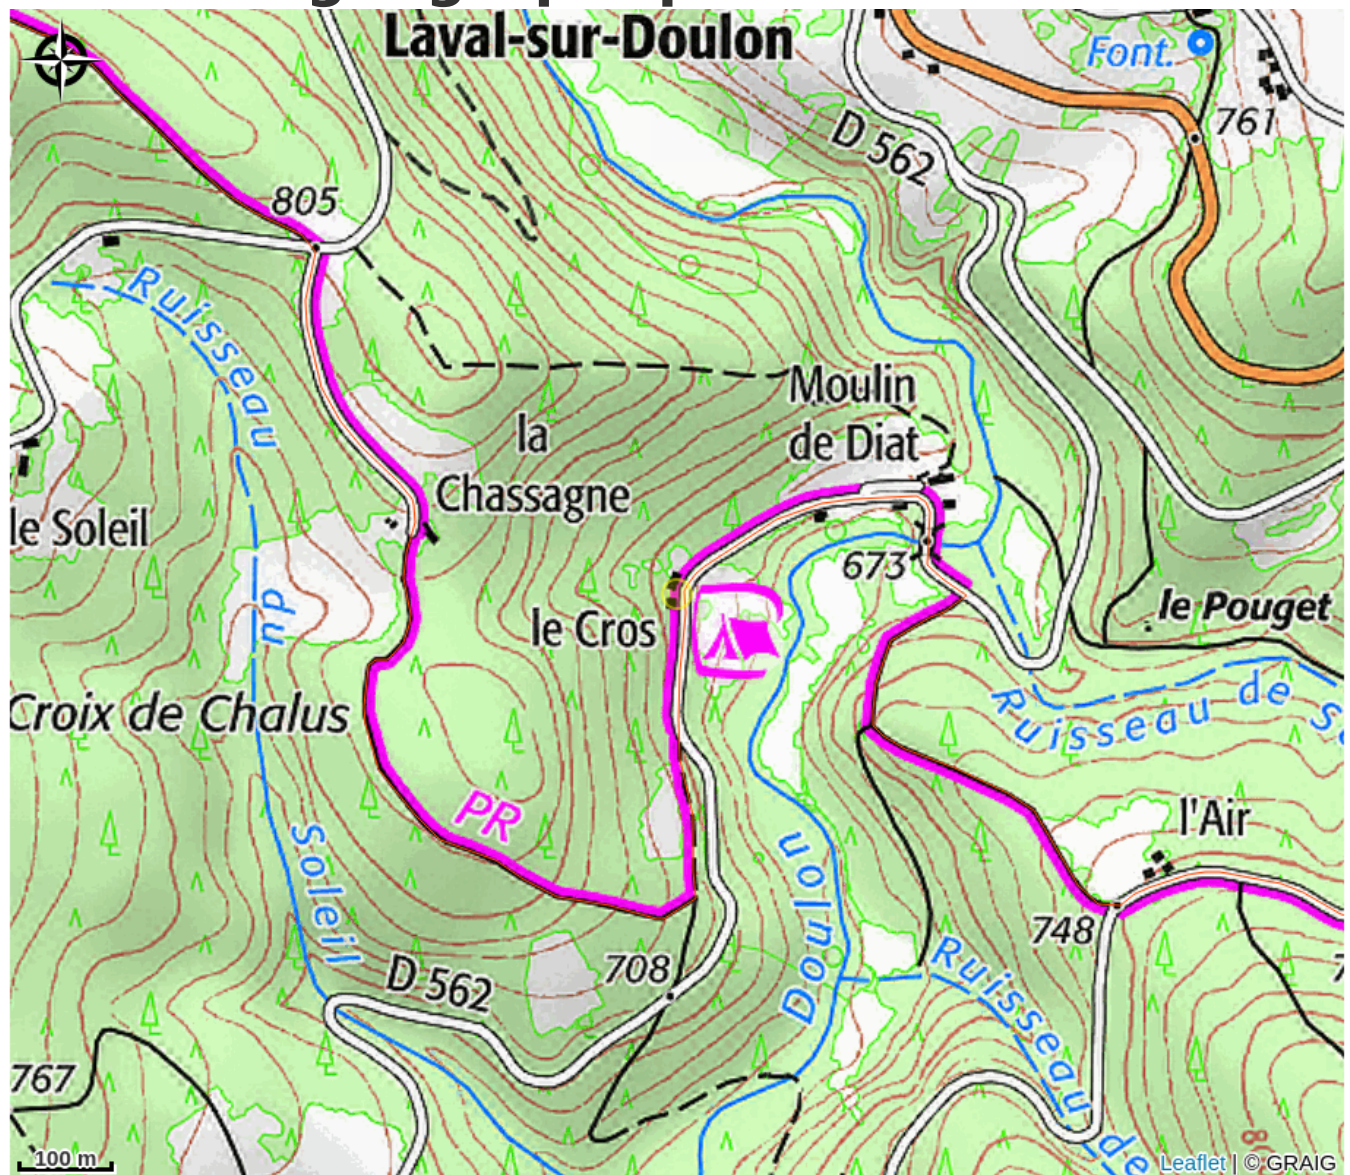 Laval-sur-Doulon
Font.
761
D 562
805
Ruisseau
Moulin
de Diat
la
Chassagne
le Soleil
673
du
le Cros
le Pouget
Croix de Chalus
Ruisseau de
PR
l'Air
Soleil
Doulon
748
Ruisseau
708
D 562
767
de
100 m
Leaflet | © GRAIG